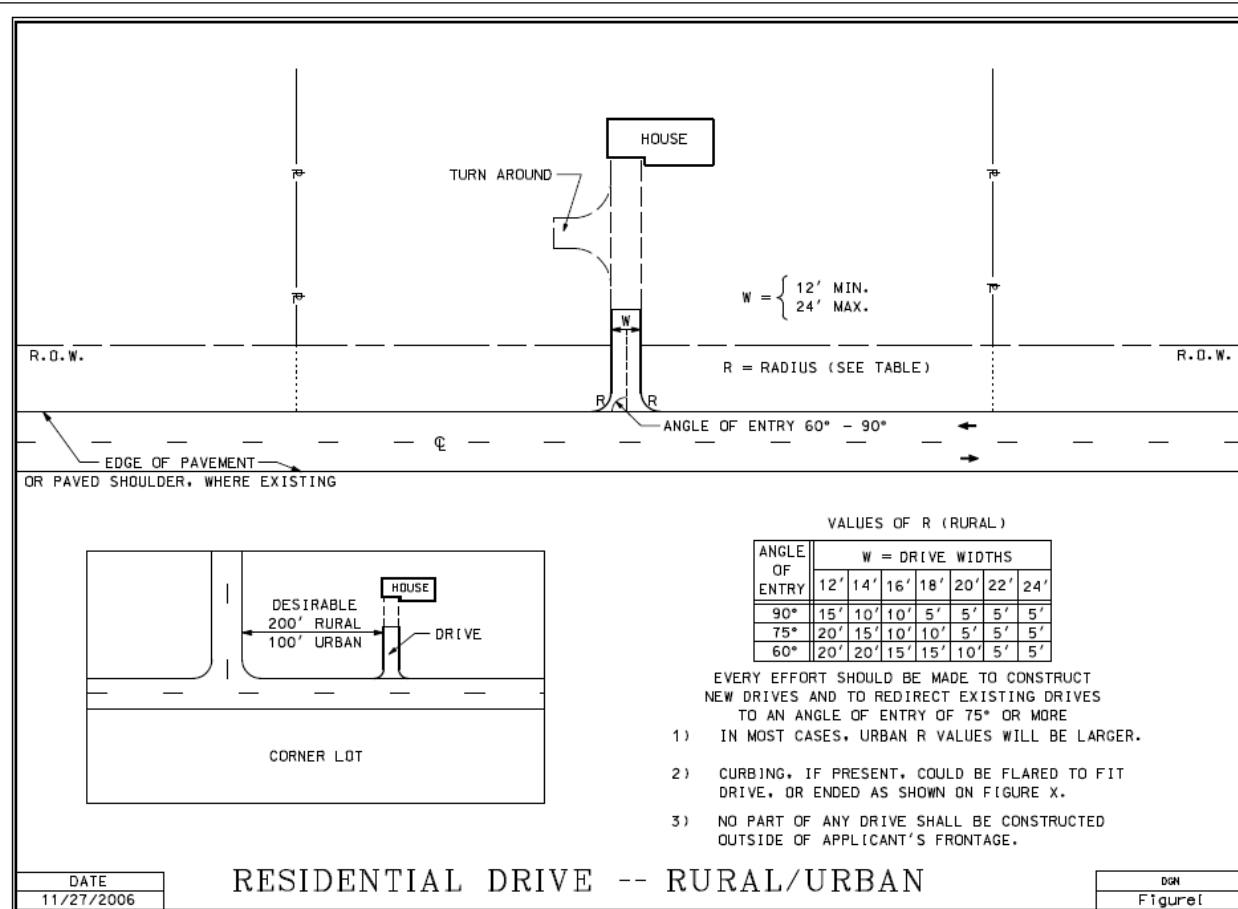 HOUSE
TURN AROUND
P
P
P
P
W = 12' MIN.
24' MAX.
W
R.O.W.
R.O.W.
R = RADIUS (SEE TABLE)
R
R
ANGLE OF ENTRY 60° - 90°
CL
EDGE OF PAVEMENT
OR PAVED SHOULDER, WHERE EXISTING
HOUSE
DESIRABLE
200' RURAL
100' URBAN
DRIVE
CORNER LOT
VALUES OF R (RURAL)
ANGLE OF ENTRY W = DRIVE WIDTHS
12' 14' 16' 18' 20' 22' 24'
90° 15' 10' 10' 5' 5' 5' 5'
75° 20' 15' 10' 10' 5' 5' 5'
60° 20' 20' 15' 15' 10' 5' 5'
EVERY EFFORT SHOULD BE MADE TO CONSTRUCT
NEW DRIVES AND TO REDIRECT EXISTING DRIVES
TO AN ANGLE OF ENTRY OF 75° OR MORE
1) IN MOST CASES, URBAN R VALUES WILL BE LARGER.
2) CURBING, IF PRESENT, COULD BE FLARED TO FIT
DRIVE, OR ENDED AS SHOWN ON FIGURE X.
3) NO PART OF ANY DRIVE SHALL BE CONSTRUCTED
OUTSIDE OF APPLICANT'S FRONTAGE.
DATE
11/27/2006
RESIDENTIAL DRIVE -- RURAL/URBAN
DGN
FigureI